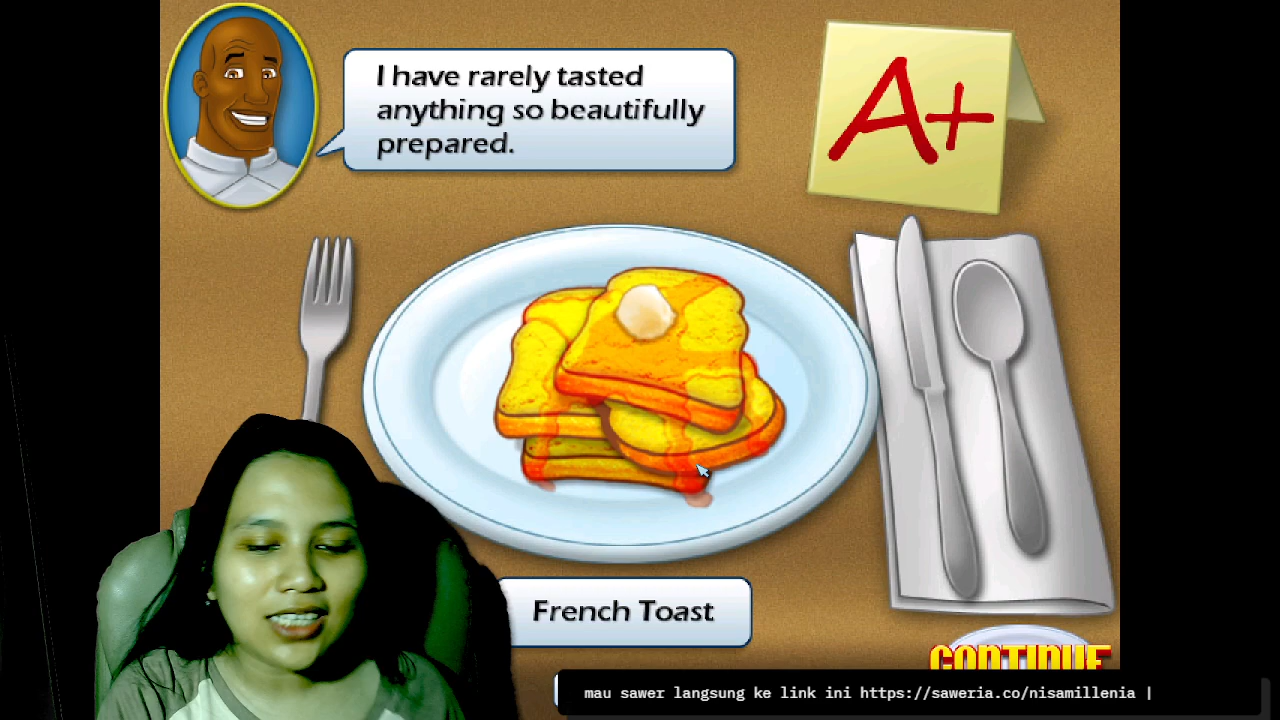 I have rarely tasted
anything so beautifully
prepared.
A+
French Toast
CONTINUE
mau sawer langsung ke link ini https://saweria.co/nisamillenia |